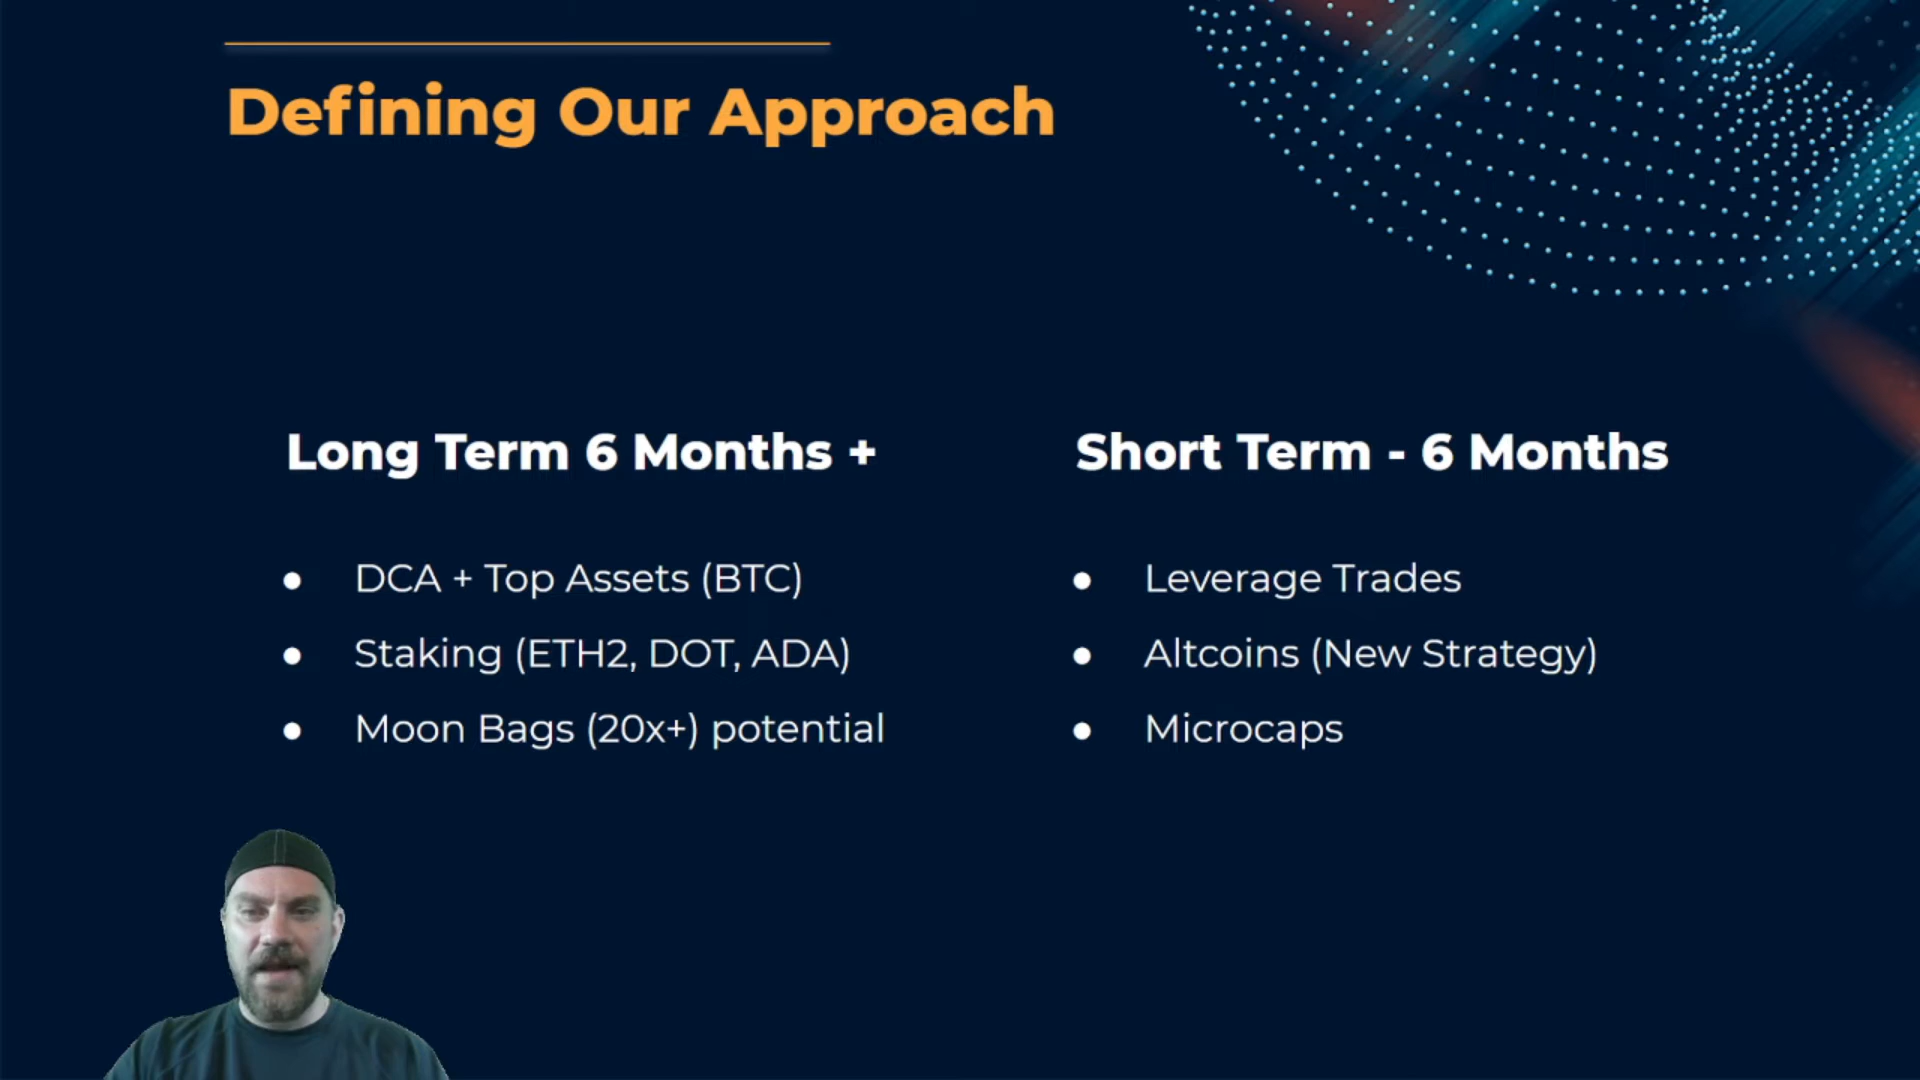 Defining Our Approach
Long Term 6 Months +
DCA + Top Assets (BTC)
Staking (ETH2, DOT, ADA)
Moon Bags (20x+) potential
Short Term - 6 Months
Leverage Trades
Altcoins (New Strategy)
Microcaps